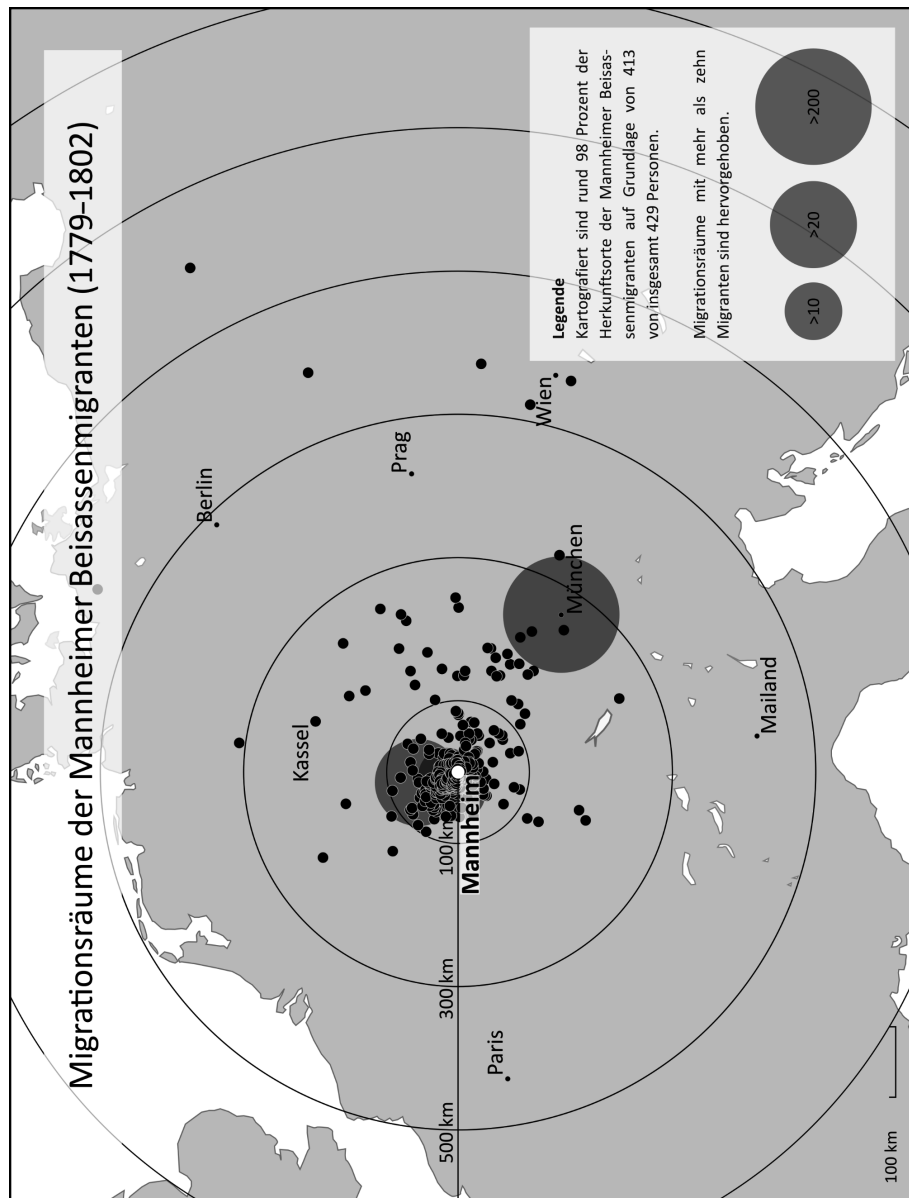 Migrationsräume der Mannheimer Beisassenmigranten (1779-1802)
Berlin
Kassel
Prag
Wien
Mannheim
100 km
300 km
500 km
Paris
München
Mailand
100 km
Legende
Kartografiert sind rund 98 Prozent der
Herkunftsorte der Mannheimer Beisas-
senmigranten auf Grundlage von 413
von insgesamt 429 Personen.
Migrationsräume mit mehr als zehn
Migranten sind hervorgehoben.
>10
>20
>200